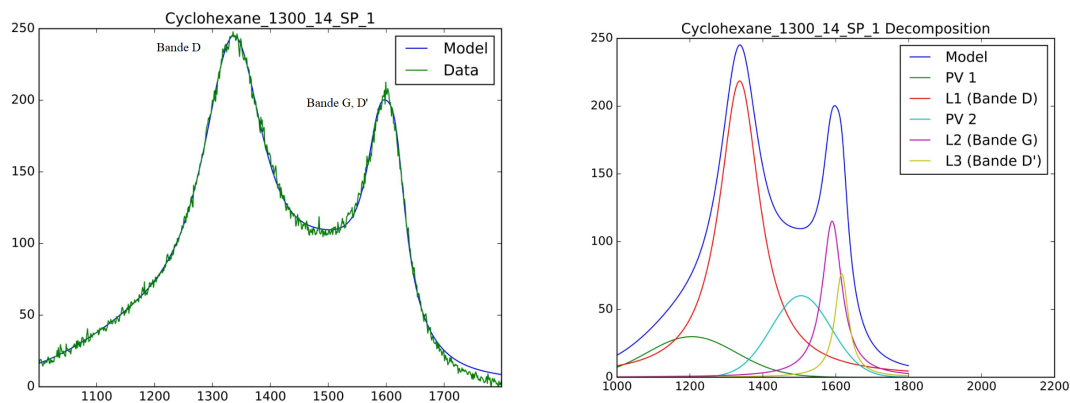 Cyclohexane_1300_14_SP_1
250
200
150
100
50
0
1100
1200
1300
1400
1500
1600
1700
Bande D
Bande G, D'
Model
Data
Cyclohexane_1300_14_SP_1 Decomposition
250
200
150
100
50
0
1000
1200
1400
1600
1800
2000
2200
Model
PV 1
L1 (Bande D)
PV 2
L2 (Bande G)
L3 (Bande D')